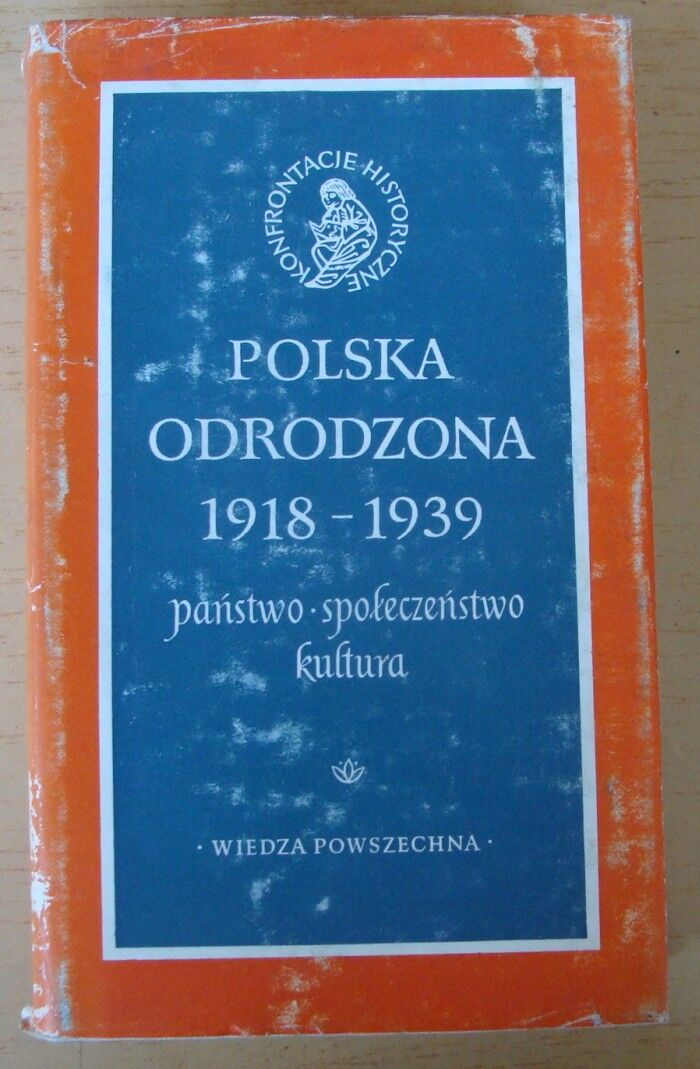 KONFRONTACJE HISTORYCZNE
POLSKA
ODRODZONA
1918 - 1939
państwo · społeczeństwo
kultura
· WIEDZA POWSZECHNA ·